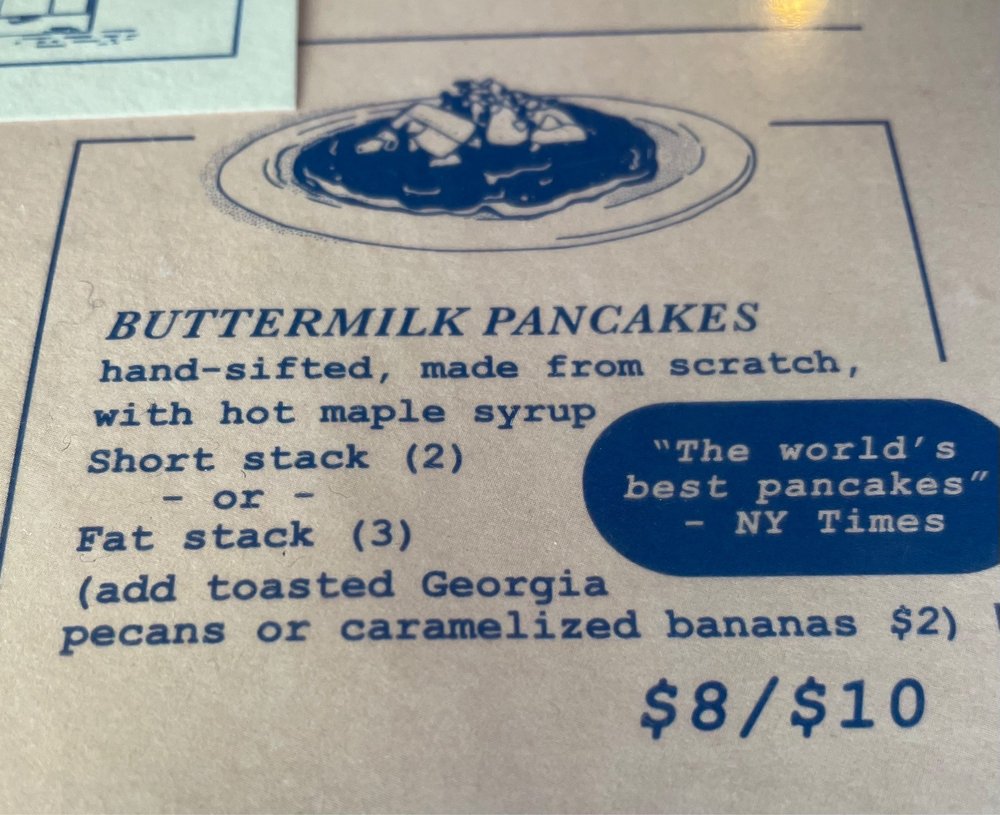 BUTTERMILK PANCAKES
hand-sifted, made from scratch,
with hot maple syrup
Short stack (2)
- or -
Fat stack (3)
(add toasted Georgia
pecans or caramelized bananas $2)
$8/$10
"The world's
best pancakes"
- NY Times